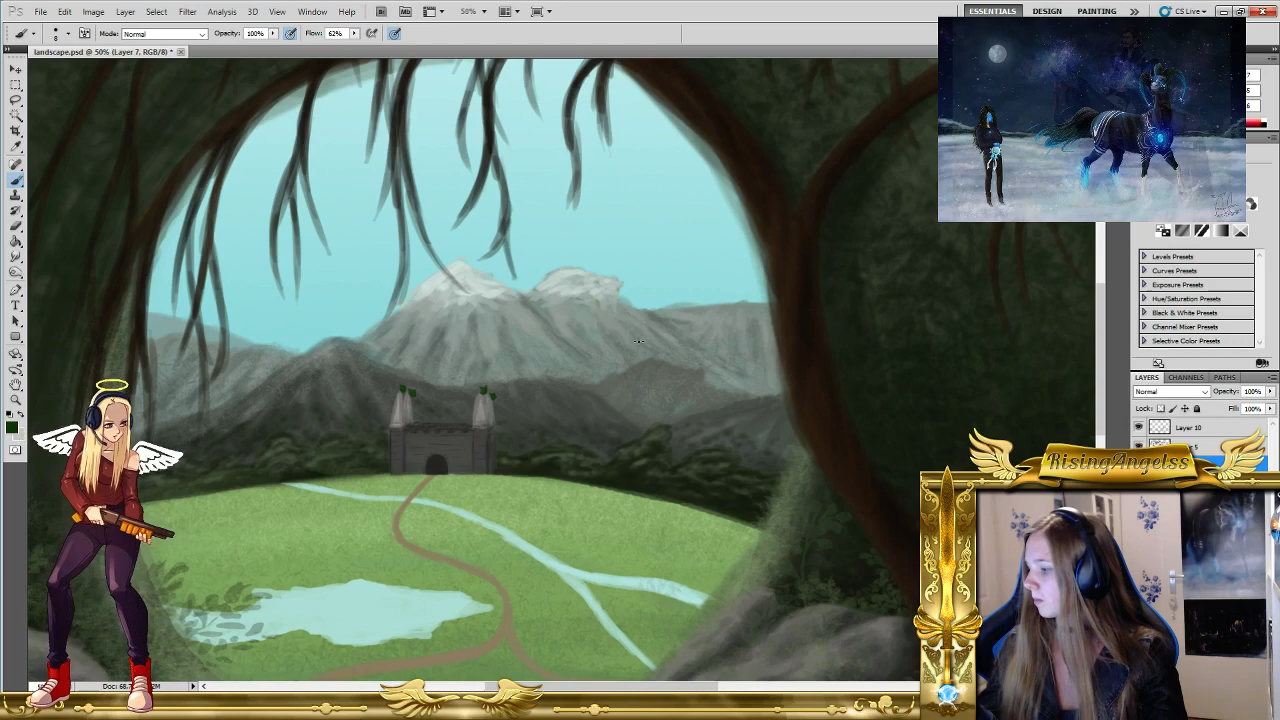 Ps File Edit Image Layer Select Filter Analysis 3D View Window Help Br Mb 50% ESSENTIALS DESIGN PAINTING CS Live
Mode: Normal Opacity: 100% Flow: 62%
8
landscape.psd @ 50% (Layer 7, RGB/8) *
Levels Presets
Curves Presets
Exposure Presets
Hue/Saturation Presets
Black & White Presets
Channel Mixer Presets
Selective Color Presets
LAYERS CHANNELS PATHS
Normal Opacity: 100%
Lock: Fill: 100%
Layer 10
RisingAngelss